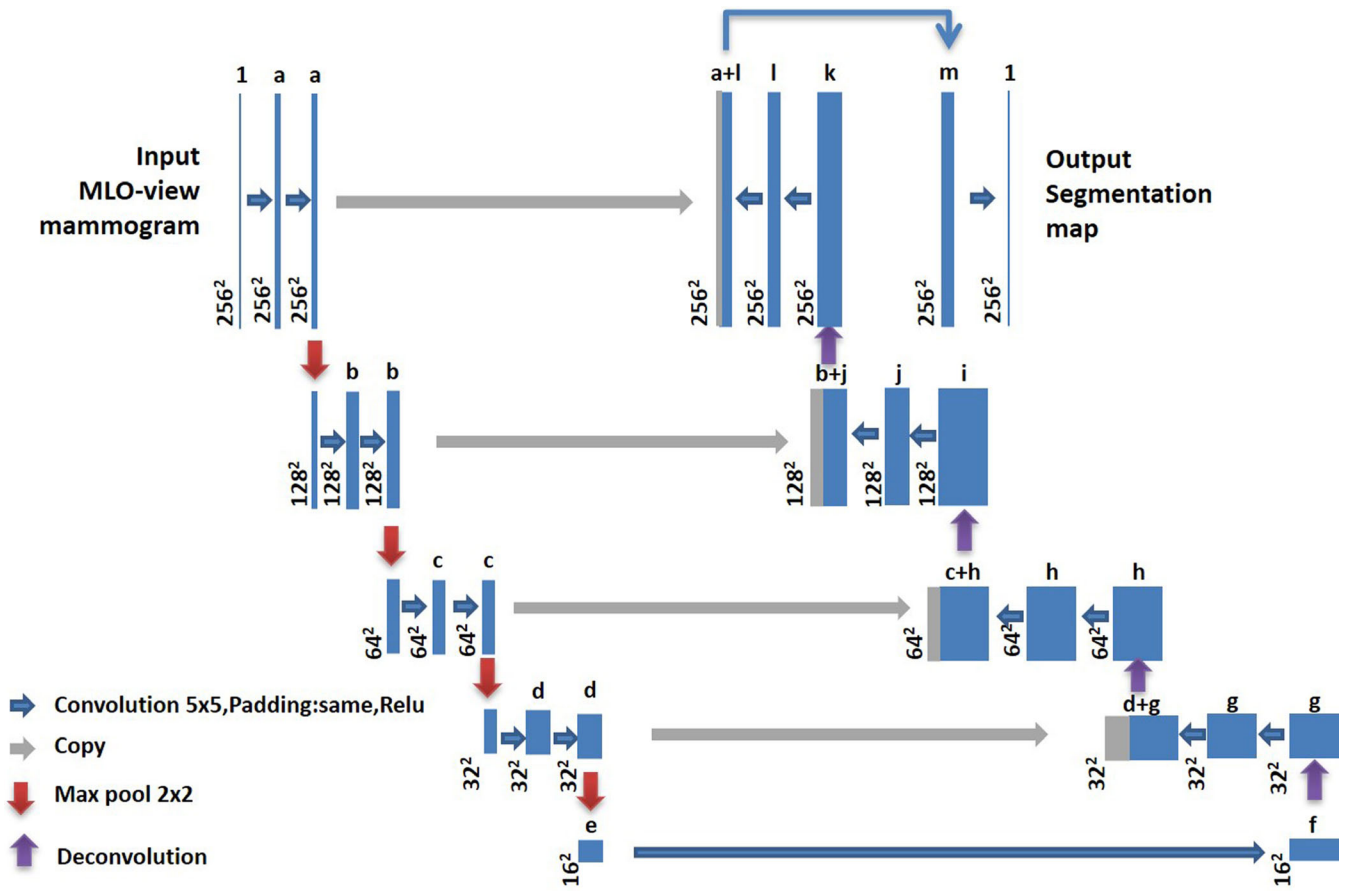 1 a a
a+l l k m 1
Input
MLO-view
mammogram
Output
Segmentation
map
256² 256² 256²
256² 256² 256² 256² 256²
b b
b+j j i
128² 128² 128²
128² 128² 128²
c c
c+h h h
64² 64² 64²
64² 64² 64²
d d
d+g g g
32² 32² 32²
32² 32² 32²
e
f
16²
16²
Convolution 5x5,Padding:same,Relu
Copy
Max pool 2x2
Deconvolution